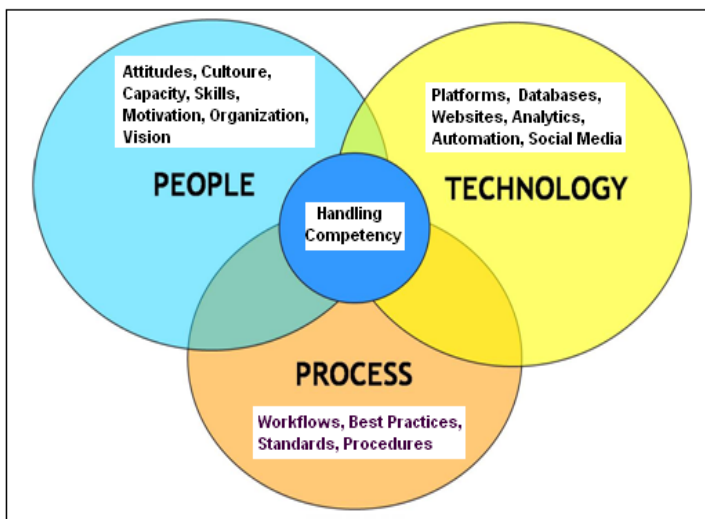 Attitudes, Cultoure,
Capacity, Skills,
Motivation, Organization,
Vision
PEOPLE
Platforms, Databases,
Websites, Analytics,
Automation, Social Media
TECHNOLOGY
Handling
Competency
PROCESS
Workflows, Best Practices,
Standards, Procedures